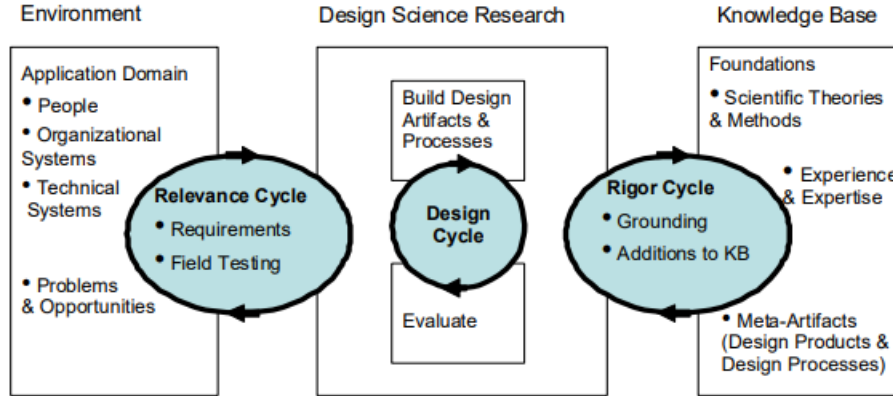 Environment
Design Science Research
Knowledge Base
Application Domain
• People
• Organizational
Systems
• Technical
Systems
• Problems
& Opportunities
Relevance Cycle
• Requirements
• Field Testing
Build Design
Artifacts &
Processes
Design
Cycle
Evaluate
Rigor Cycle
• Grounding
• Additions to KB
Foundations
• Scientific Theories
& Methods
• Experience
& Expertise
• Meta-Artifacts
(Design Products &
Design Processes)